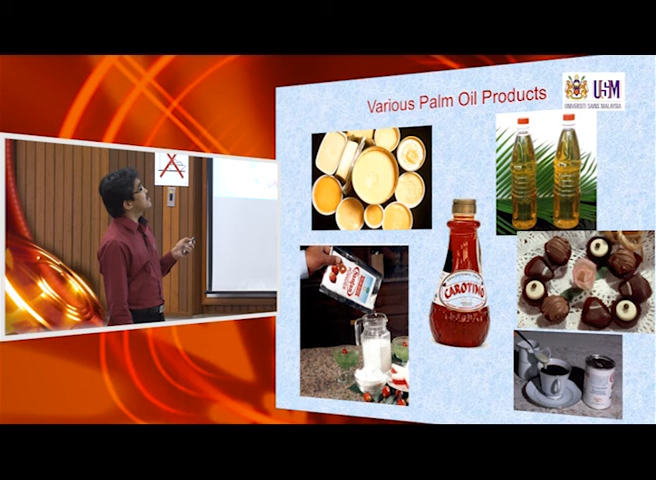 Various Palm Oil Products
USM
UNIVERSITI SAINS MALAYSIA
CAROTINO